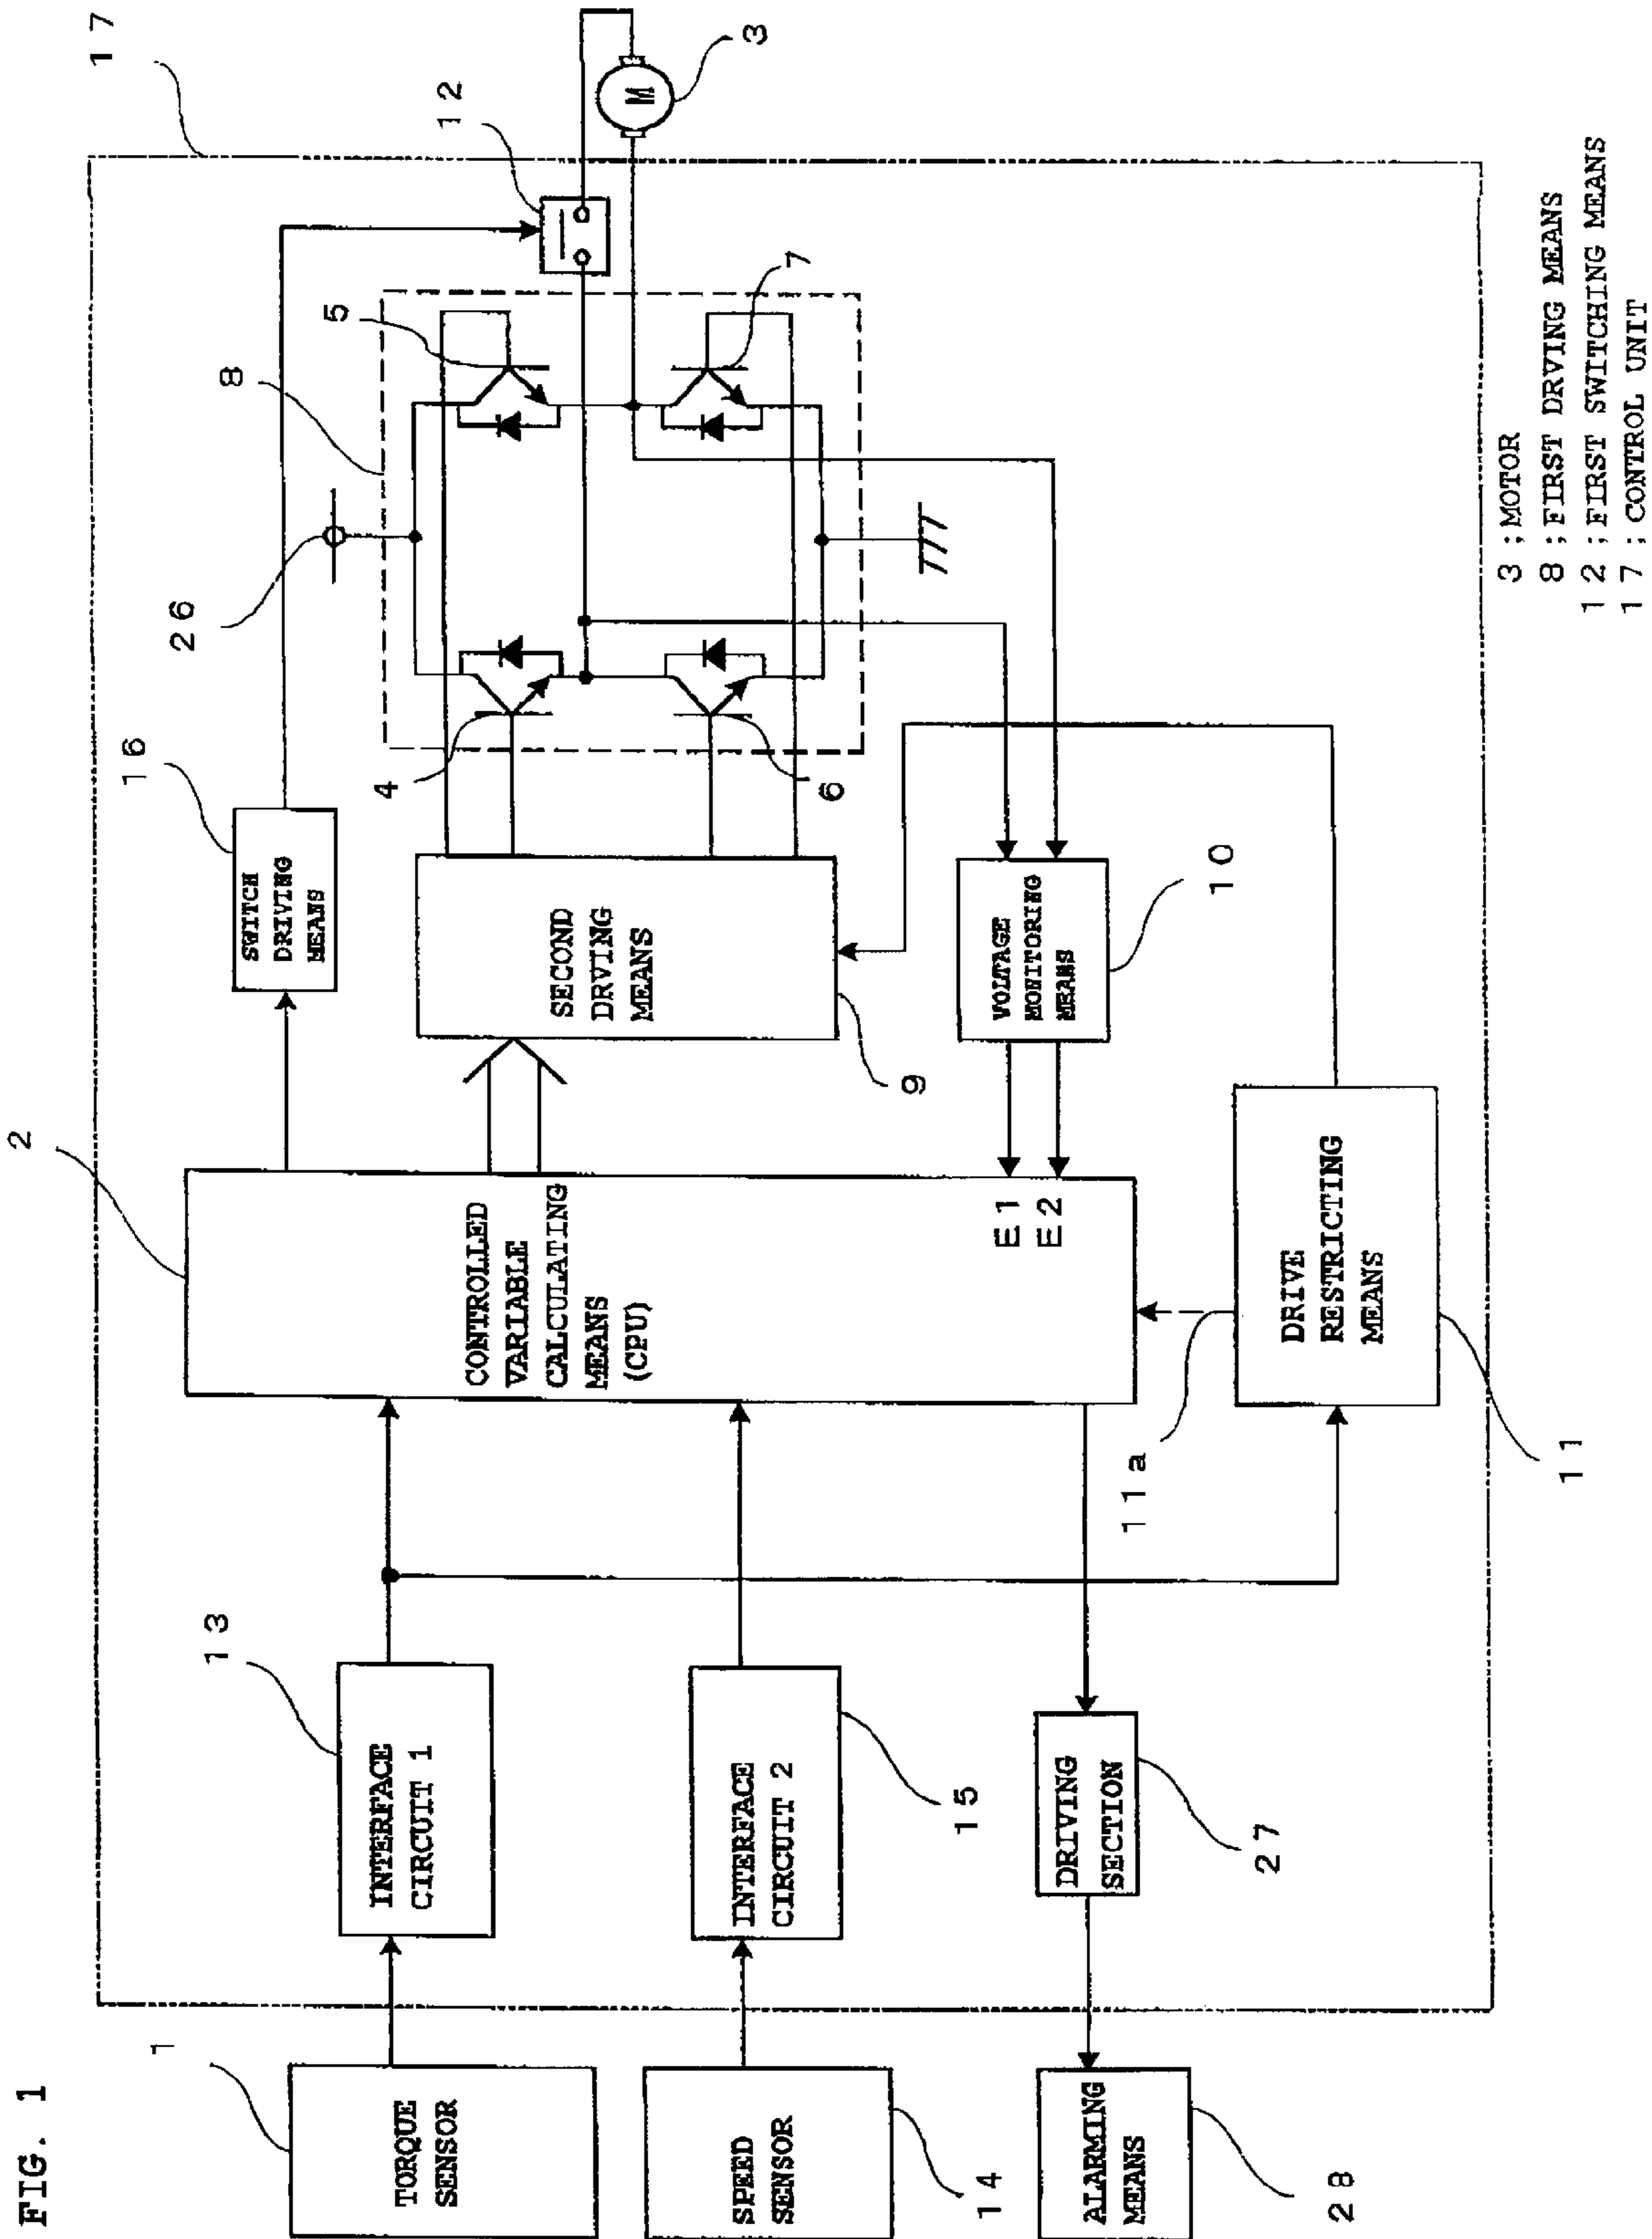 FIG. 1
1
TORQUE
SENSOR
SPEED
SENSOR
14
ALARMING
MEANS
28
13
INTERFACE
CIRCUIT 1
INTERFACE
CIRCUIT 2
15
DRIVING
SECTION
27
2
CONTROLLED
VARIABLE
CALCULATING
MEANS
(CPU)
E1
E2
11a
DRIVE
RESTRICTING
MEANS
11
16
SWITCH
DRIVING
MEANS
SECOND
DRVING
MEANS
9
VOLTAGE
MONITORING
MEANS
10
26
8
4
5
6
7
12
17
M
3
3 ; MOTOR
8 ; FIRST DRVING MEANS
12 ; FIRST SWITCHING MEANS
17 ; CONTROL UNIT